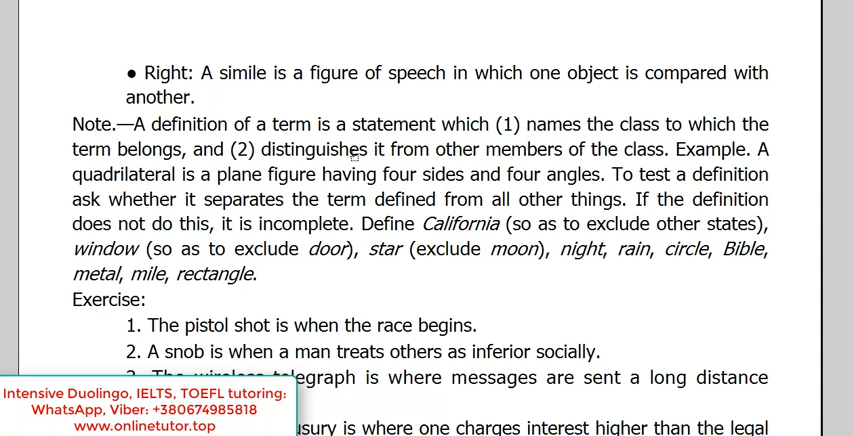 ● Right: A simile is a figure of speech in which one object is compared with
another.
Note.—A definition of a term is a statement which (1) names the class to which the
term belongs, and (2) distinguishes it from other members of the class. Example. A
quadrilateral is a plane figure having four sides and four angles. To test a definition
ask whether it separates the term defined from all other things. If the definition
does not do this, it is incomplete. Define California (so as to exclude other states),
window (so as to exclude door), star (exclude moon), night, rain, circle, Bible,
metal, mile, rectangle.
Exercise:
1. The pistol shot is when the race begins.
2. A snob is when a man treats others as inferior socially.
3. The wireless telegraph is where messages are sent a long distance
usury is where one charges interest higher than the legal
Intensive Duolingo, IELTS, TOEFL tutoring:
WhatsApp, Viber: +380674985818
www.onlinetutor.top